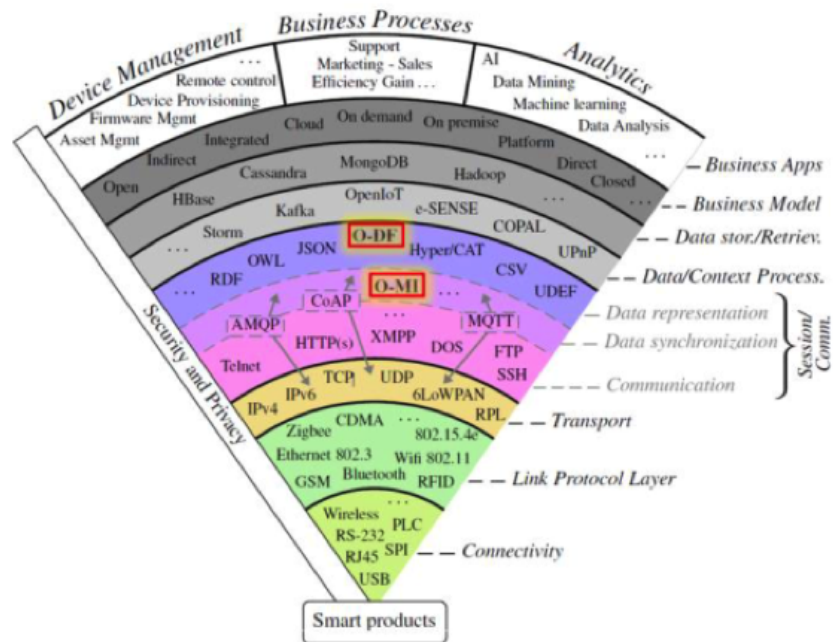 Device Management
Business Processes
Analytics
. . .
Remote control
Device Provisioning
Firmware Mgmt
Asset Mgmt
Support
Marketing - Sales
Efficiency Gain . . .
AI
Data Mining
Machine learning
Data Analysis
. . .
Business Apps
Open
Indirect
Integrated
Cloud
On demand
On premise
Platform
Direct
Closed
. . .
Business Model
HBase
Cassandra
MongoDB
Hadoop
. . .
Data stor./Retriev.
. . .
Storm
Kafka
OpenIoT
e-SENSE
COPAL
UPnP
Data/Context Process.
. . .
RDF
OWL
JSON
O-DF
Hyper/CAT
CSV
UDEF
Data representation
AMQP
CoAP
O-MI
. . .
MQTT
Data synchronization
Telnet
HTTP(s)
. . .
XMPP
DOS
FTP
SSH
Communication
Session/
Comm.
IPv4
IPv6
TCP
UDP
6LoWPAN
RPL
Transport
Zigbee
CDMA
. . .
802.15.4e
Ethernet 802.3
Wifi 802.11
GSM
Bluetooth
RFID
Link Protocol Layer
Wireless
. . .
RS-232
PLC
RJ45
SPI
USB
Connectivity
Security and Privacy
Smart products